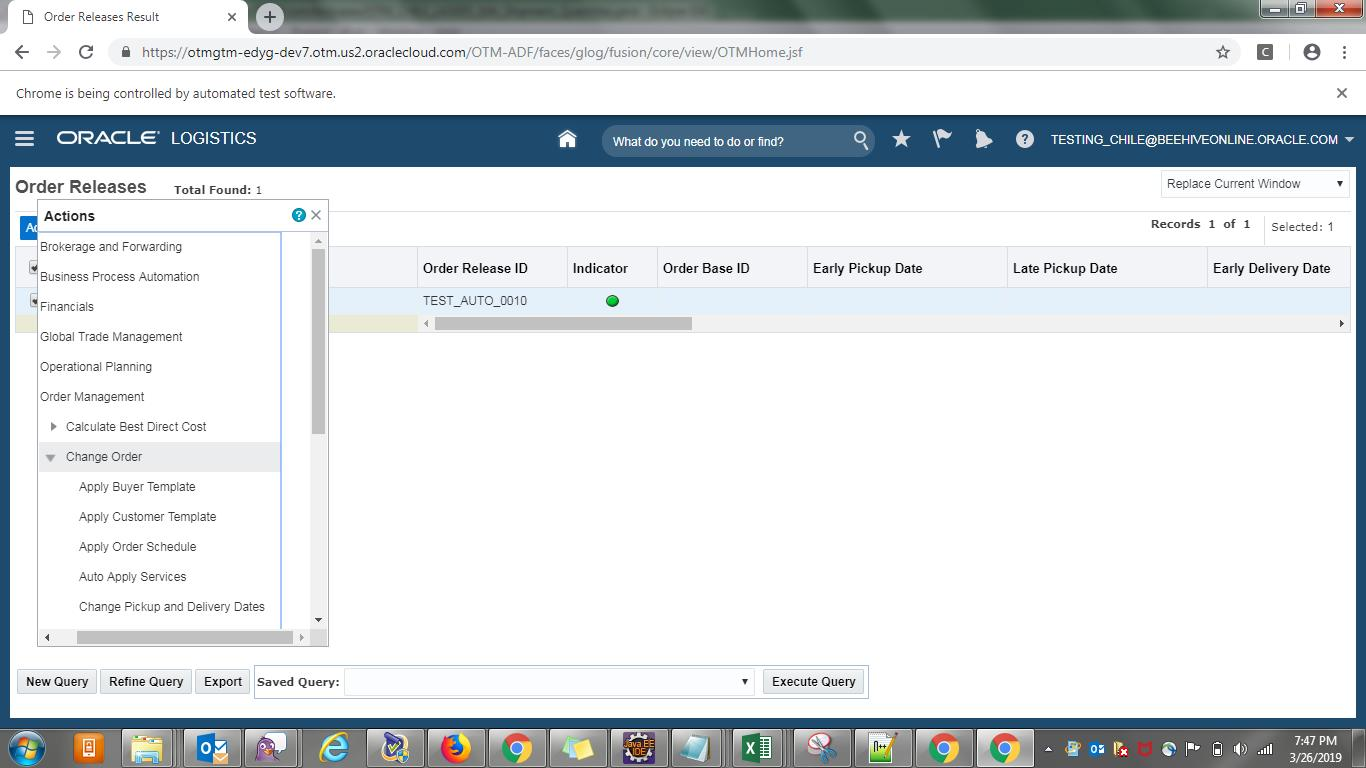 Order Releases Result
https://otmgtm-edyg-dev7.otm.us2.oraclecloud.com/OTM-ADF/faces/glog/fusion/core/view/OTMHome.jsf
C
Chrome is being controlled by automated test software.
ORACLE LOGISTICS
What do you need to do or find?
TESTING_CHILE@BEEHIVEONLINE.ORACLE.COM
Order Releases Total Found: 1
Replace Current Window
Actions
Records 1 of 1 Selected: 1
Order Release ID Indicator Order Base ID Early Pickup Date Late Pickup Date Early Delivery Date
TEST_AUTO_0010
Brokerage and Forwarding
Business Process Automation
Financials
Global Trade Management
Operational Planning
Order Management
Calculate Best Direct Cost
Change Order
Apply Buyer Template
Apply Customer Template
Apply Order Schedule
Auto Apply Services
Change Pickup and Delivery Dates
New Query Refine Query Export Saved Query: Execute Query
Java EE
IDE
7:47 PM
3/26/2019